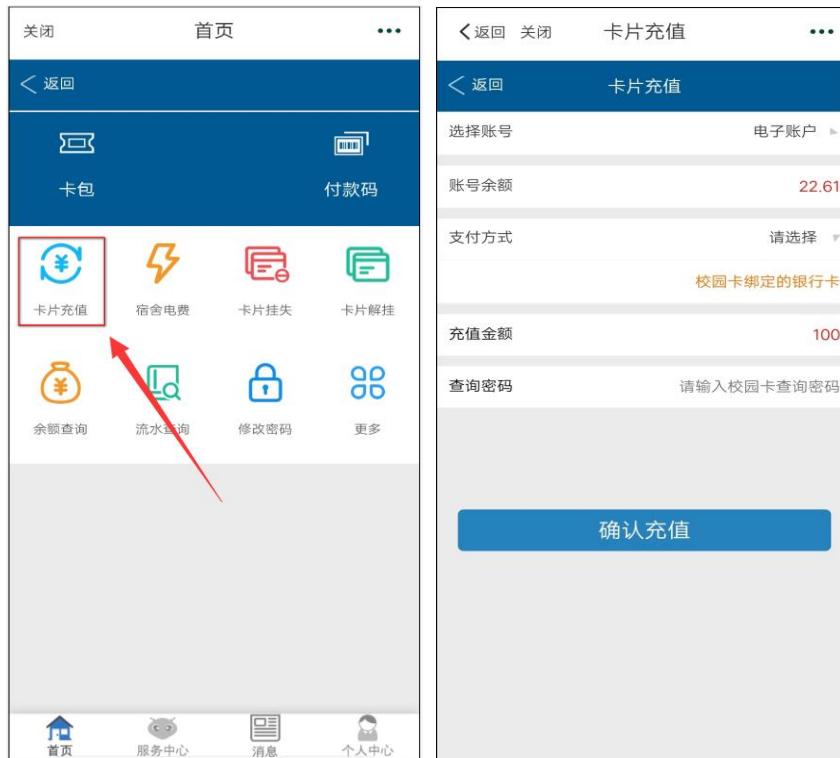 关闭 首页
返回
卡包 付款码
卡片充值 宿舍电费 卡片挂失 卡片解挂
余额查询 流水查询 修改密码 更多
首页 服务中心 消息 个人中心
返回 关闭 卡片充值
返回 卡片充值
选择账号 电子账户
账号余额 22.61
支付方式 请选择
校园卡绑定的银行卡
充值金额 100
查询密码 请输入校园卡查询密码
确认充值